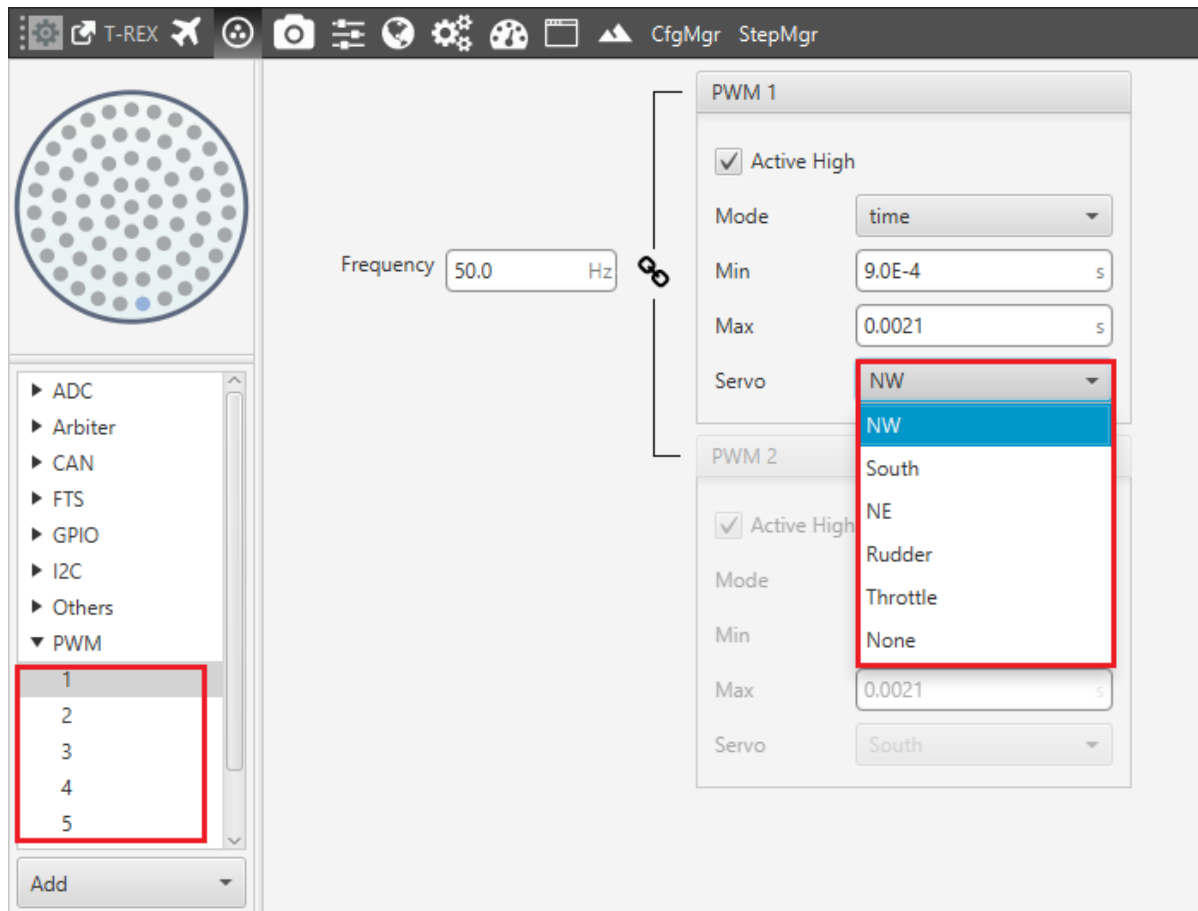 T-REX CfgMgr StepMgr
ADC
Arbiter
CAN
FTS
GPIO
I2C
Others
PWM
1
2
3
4
5
Add
Frequency 50.0 Hz
PWM 1
Active High
Mode time
Min 9.0E-4 s
Max 0.0021 s
Servo NW
NW
South
NE
Rudder
Throttle
None
PWM 2
Active High
Mode
Min
Max 0.0021 s
Servo South